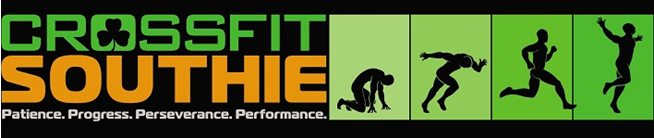 CROSSFIT
SOUTHIE
Patience. Progress. Perseverance. Performance.